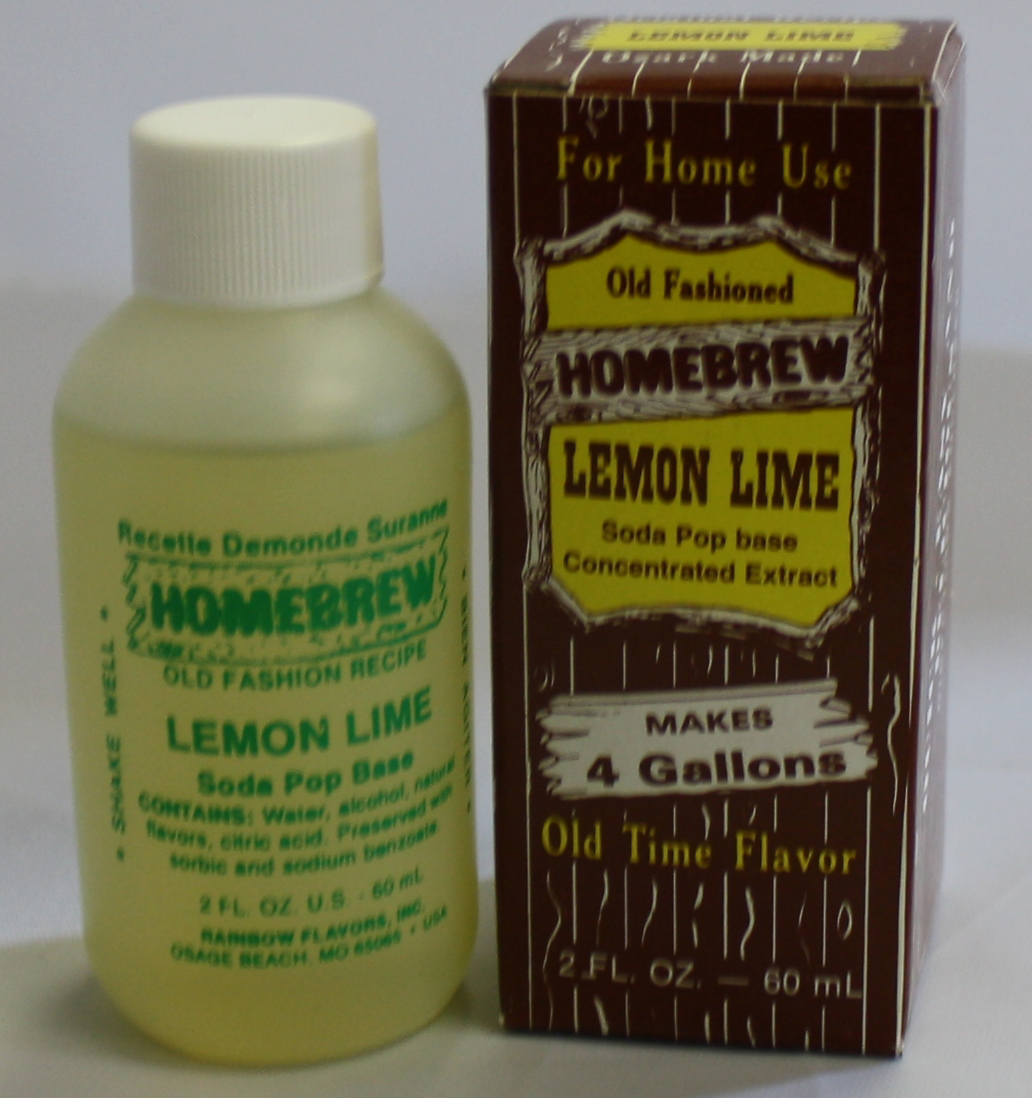 Recette Demonde Suranne
HOMEBREW
OLD FASHION RECIPE
LEMON LIME
Soda Pop Base
CONTAINS: Water, alcohol, natural
flavors, citric acid. Preserved with
sorbic and sodium benzoate.
2 FL. OZ. U.S. - 60 mL
RAINBOW FLAVORS, INC.
OSAGE BEACH, MO 65065 • USA
• SHAKE WELL •
LEMON LIME
Ozark Made
For Home Use
Old Fashioned
HOMEBREW
LEMON LIME
Soda Pop base
Concentrated Extract
MAKES
4 Gallons
Old Time Flavor
2 FL. OZ. — 60 mL